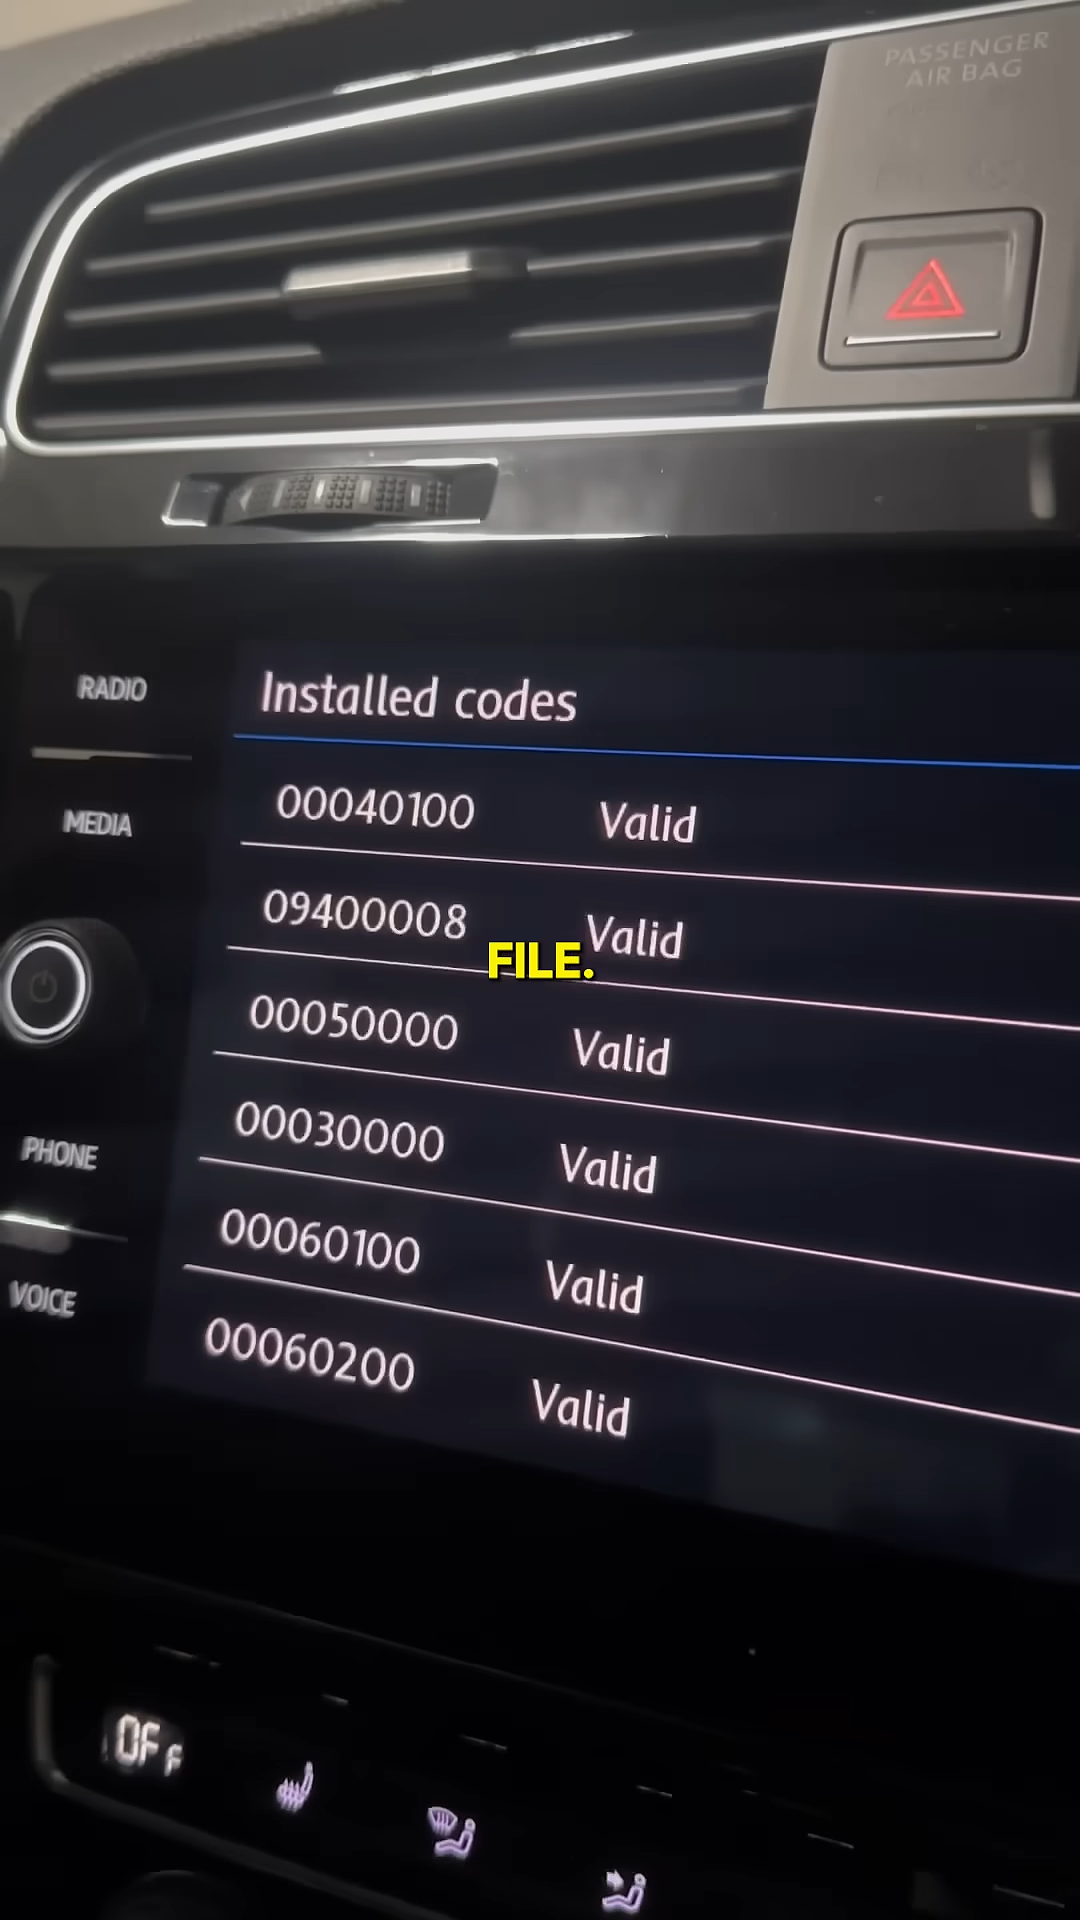 PASSENGER
AIR BAG
RADIO
Installed codes
MEDIA
00040100 Valid
09400008 Valid
FILE.
00050000 Valid
00030000 Valid
PHONE
00060100 Valid
VOICE
00060200 Valid
OFF